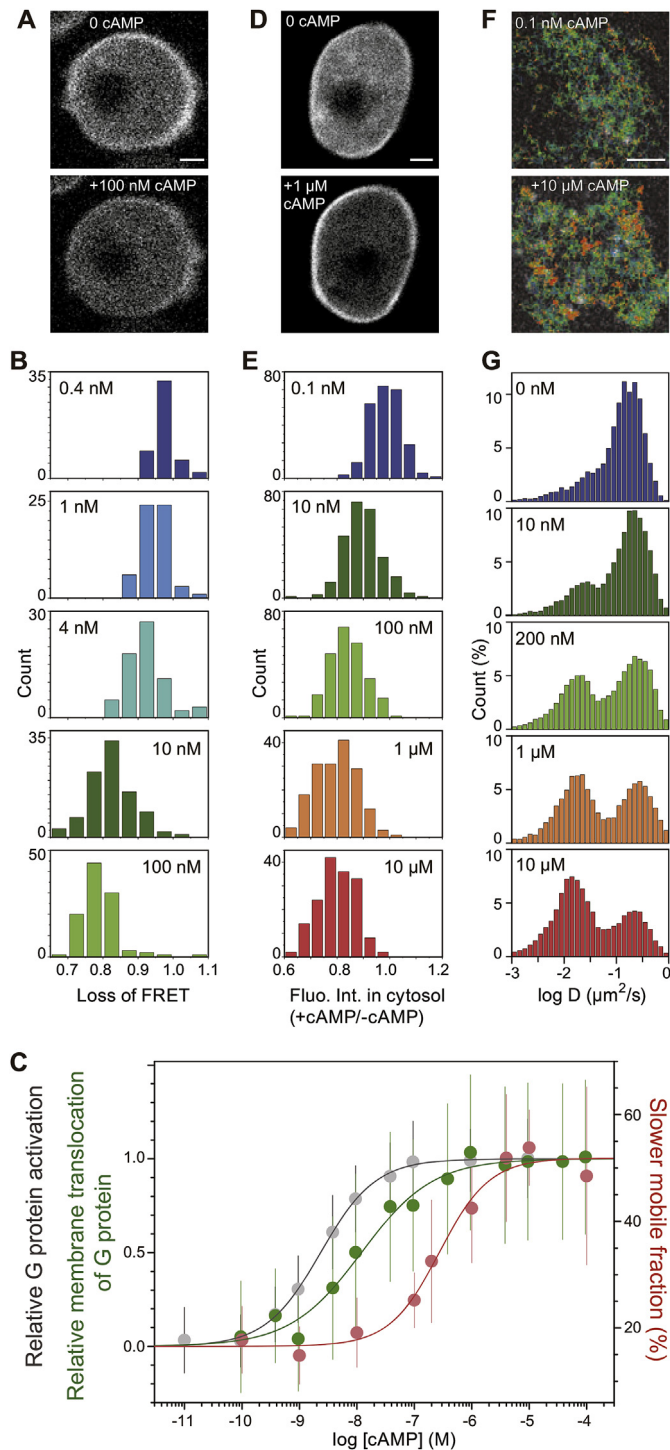 A
0 cAMP
+100 nM cAMP
D
0 cAMP
+1 µM
cAMP
F
0.1 nM cAMP
+10 µM cAMP
B
35
0
0.4 nM
25
0
1 nM
30
0
4 nM
35
0
10 nM
50
0
100 nM
Count
0.7 0.8 0.9 1.0 1.1
Loss of FRET
E
80
0
0.1 nM
80
0
10 nM
100 nM
40
0
1 µM
40
0
10 µM
Count
0.6 0.8 1.0 1.2
Fluo. Int. in cytosol
(+cAMP/-cAMP)
G
10
5
0
0 nM
10
5
0
10 nM
10
5
0
200 nM
10
5
0
1 µM
10
5
0
10 µM
Count (%)
-3 -2 -1 0
log D (µm²/s)
C
Relative G protein activation
Relative membrane translocation
of G protein
1.0
0.5
0.0
60
40
20
Slower mobile fraction (%)
-11 -10 -9 -8 -7 -6 -5 -4
log [cAMP] (M)